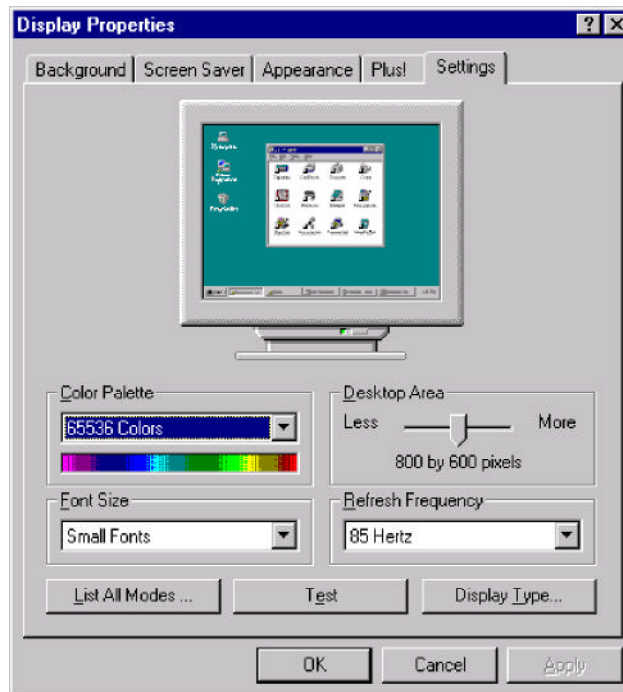 Display Properties
Background Screen Saver Appearance Plus! Settings
Color Palette
65536 Colors
Desktop Area
Less More
800 by 600 pixels
Font Size
Small Fonts
Refresh Frequency
85 Hertz
List All Modes ... Test Display Type...
OK Cancel Apply